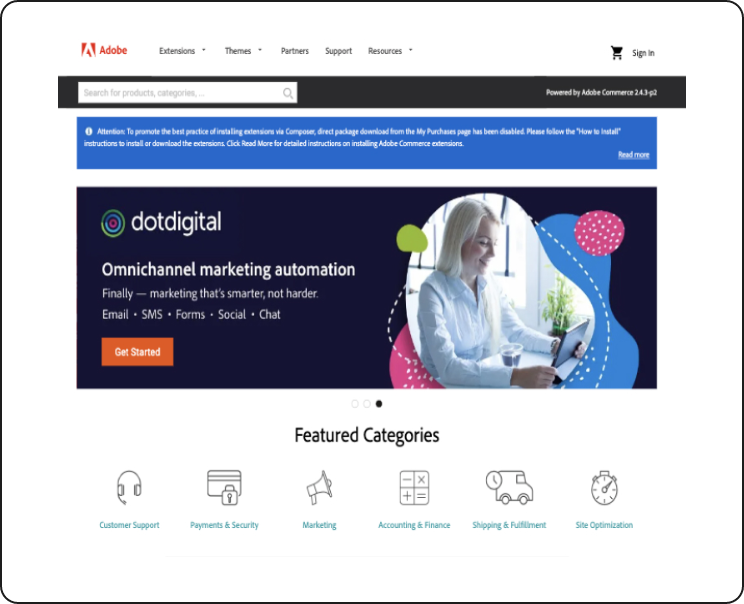 Adobe
Extensions
Themes
Partners
Support
Resources
Sign In
Search for products, categories, ...
Powered by Adobe Commerce 2.4.3-p2
Attention: To promote the best practice of installing extensions via Composer, direct package download from the My Purchases page has been disabled. Please follow the "How to Install"
instructions to install or download the extensions. Click Read More for detailed instructions on installing Adobe Commerce extensions.
Read more
dotdigital
Omnichannel marketing automation
Finally — marketing that's smarter, not harder.
Email • SMS • Forms • Social • Chat
Get Started
Featured Categories
Customer Support
Payments & Security
Marketing
Accounting & Finance
Shipping & Fulfillment
Site Optimization